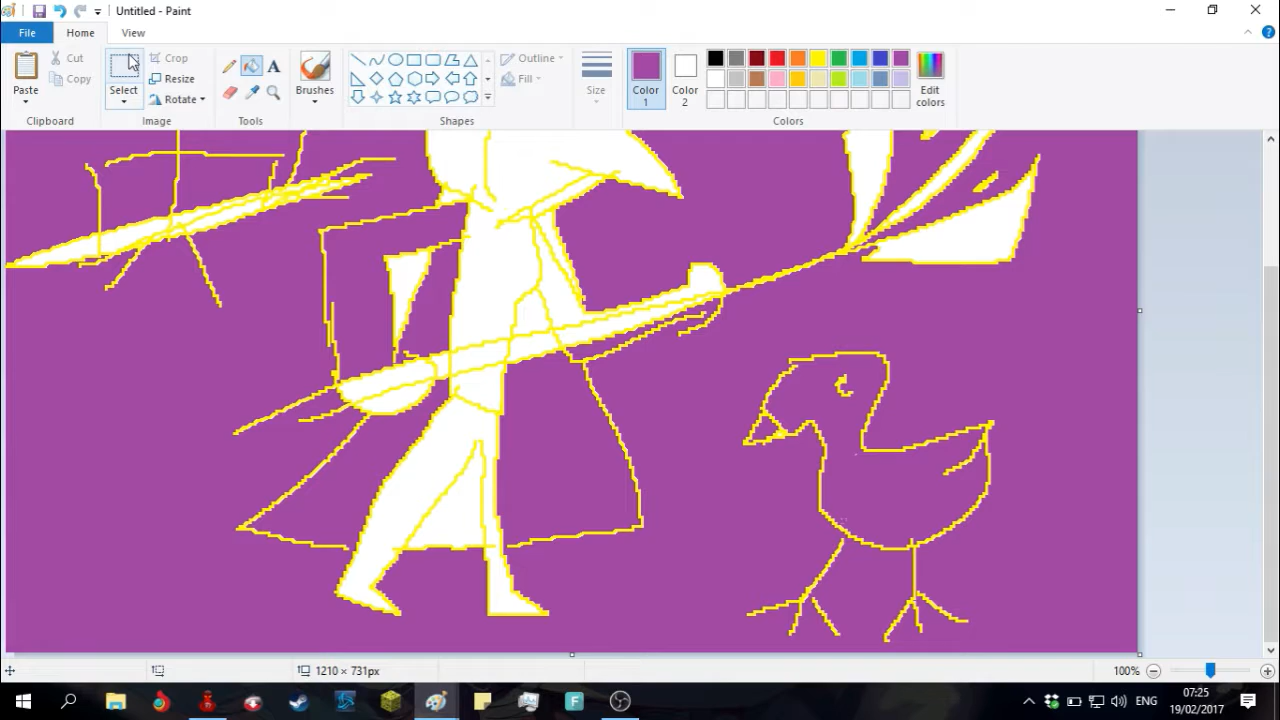 Untitled - Paint
File Home View
Paste Cut Copy Select Crop Resize Rotate A Brushes Outline Fill Size Color 1 Color 2 Edit colors
Clipboard Image Tools Shapes Colors
1210 × 731px 100%
F ENG 07:25
19/02/2017